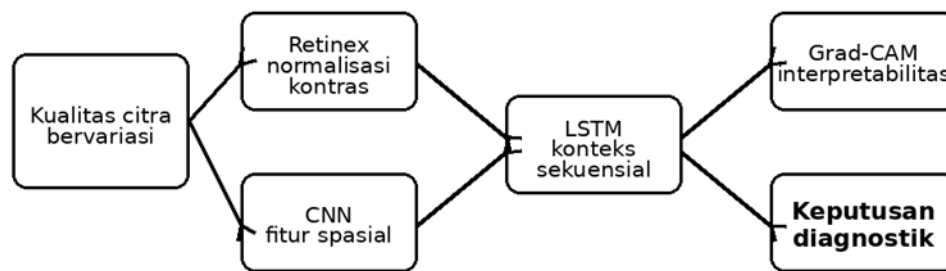 Kualitas citra
bervariasi
Retinex
normalisasi
kontras
CNN
fitur spasial
LSTM
konteks
sekuensial
Grad-CAM
interpretabilitas
Keputusan
diagnostik